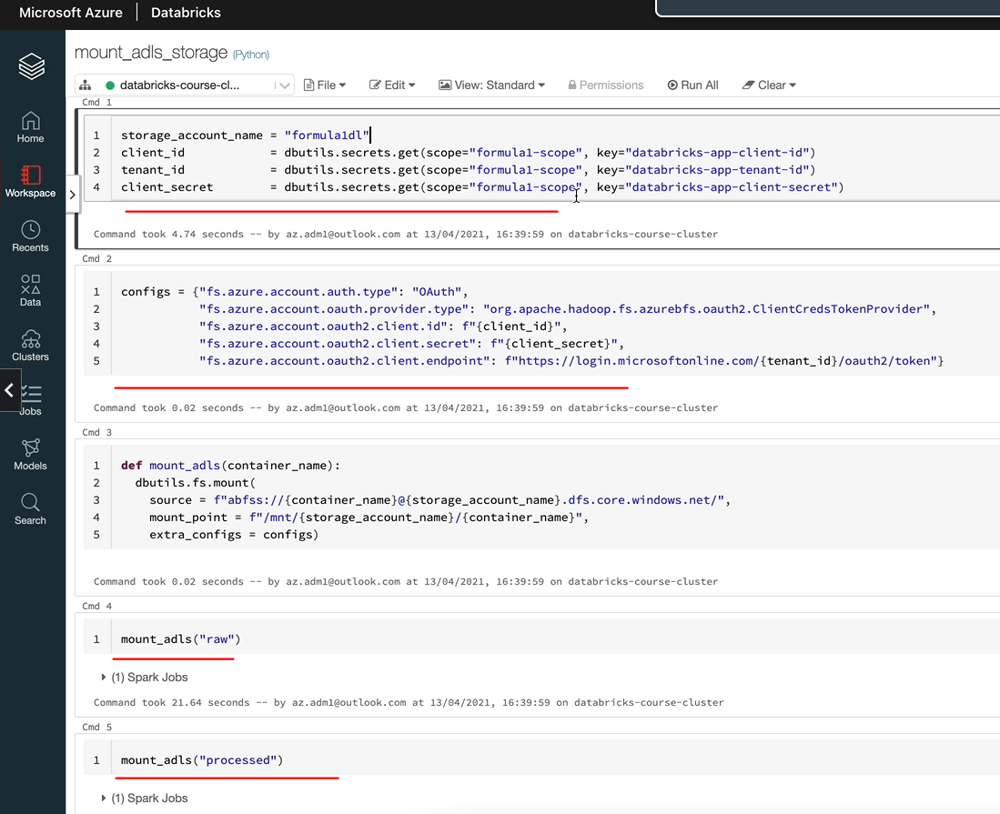 Microsoft Azure | Databricks
mount_adls_storage (Python)
databricks-course-cl... File Edit View: Standard Permissions Run All Clear
Cmd 1
1 storage_account_name = "formula1dl"
2 client_id            = dbutils.secrets.get(scope="formula1-scope", key="databricks-app-client-id")
3 tenant_id            = dbutils.secrets.get(scope="formula1-scope", key="databricks-app-tenant-id")
4 client_secret        = dbutils.secrets.get(scope="formula1-scope", key="databricks-app-client-secret")
Command took 4.74 seconds -- by az.adm1@outlook.com at 13/04/2021, 16:39:59 on databricks-course-cluster
Cmd 2
1 configs = {"fs.azure.account.auth.type": "OAuth",
2            "fs.azure.account.oauth.provider.type": "org.apache.hadoop.fs.azurebfs.oauth2.ClientCredsTokenProvider",
3            "fs.azure.account.oauth2.client.id": f"{client_id}",
4            "fs.azure.account.oauth2.client.secret": f"{client_secret}",
5            "fs.azure.account.oauth2.client.endpoint": f"https://login.microsoftonline.com/{tenant_id}/oauth2/token"}
Command took 0.02 seconds -- by az.adm1@outlook.com at 13/04/2021, 16:39:59 on databricks-course-cluster
Cmd 3
1 def mount_adls(container_name):
2   dbutils.fs.mount(
3     source = f"abfss://{container_name}@{storage_account_name}.dfs.core.windows.net/",
4     mount_point = f"/mnt/{storage_account_name}/{container_name}",
5     extra_configs = configs)
Command took 0.02 seconds -- by az.adm1@outlook.com at 13/04/2021, 16:39:59 on databricks-course-cluster
Cmd 4
1 mount_adls("raw")
(1) Spark Jobs
Command took 21.64 seconds -- by az.adm1@outlook.com at 13/04/2021, 16:39:59 on databricks-course-cluster
Cmd 5
1 mount_adls("processed")
(1) Spark Jobs
Home
Workspace
Recents
Data
Clusters
Jobs
Models
Search